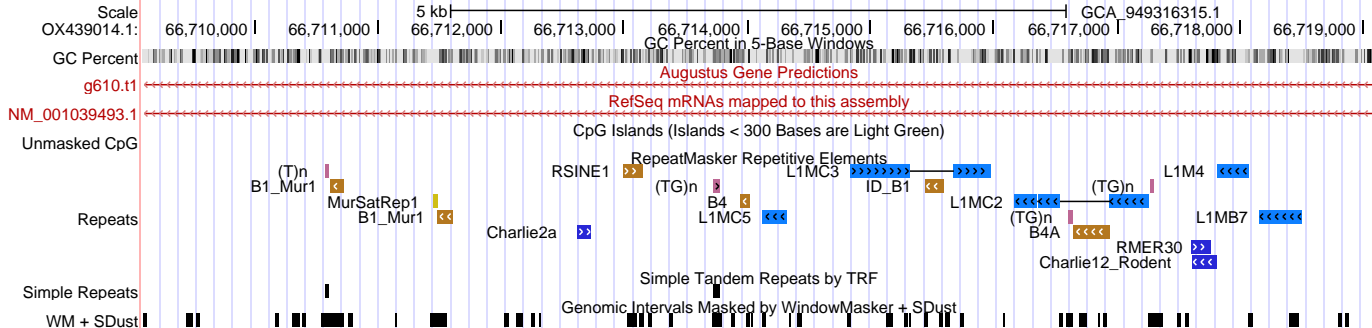 Scale 5 kb GCA_949316315.1
OX439014.1: 66,710,000 66,711,000 66,712,000 66,713,000 66,714,000 66,715,000 66,716,000 66,717,000 66,718,000 66,719,000
GC Percent in 5-Base Windows
GC Percent
Augustus Gene Predictions
g610.t1
RefSeq mRNAs mapped to this assembly
NM_001039493.1
CpG Islands (Islands < 300 Bases are Light Green)
Unmasked CpG
RepeatMasker Repetitive Elements
(T)n RSINE1 L1MC3 L1M4
B1_Mur1 (TG)n ID_B1 (TG)n
MurSatRep1 B4 L1MC2
Repeats B1_Mur1 L1MC5 (TG)n L1MB7
Charlie2a B4A
RMER30
Charlie12_Rodent
Simple Tandem Repeats by TRF
Simple Repeats
Genomic Intervals Masked by WindowMasker + SDust
WM + SDust